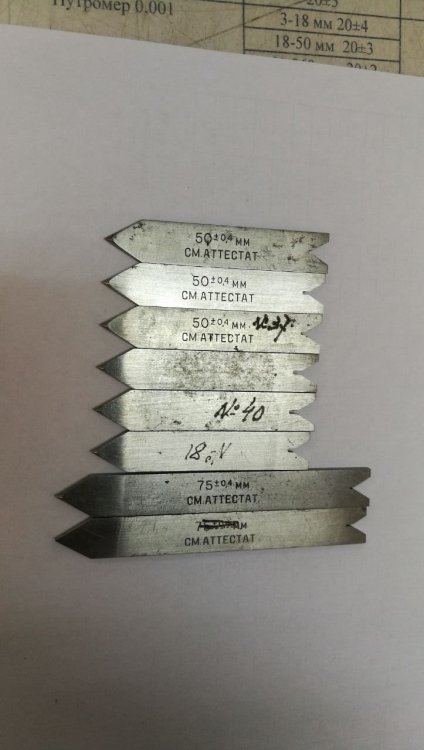 Нутромер 0,001
20±5
3-18 мм 20±4
18-50 мм 20±3
50±0,4 мм
СМ.АТТЕСТАТ
50±0,4 мм
СМ.АТТЕСТАТ
50±0,4 мм
СМ.АТТЕСТАТ
№ 40
75±0,4 мм
СМ.АТТЕСТАТ.
СМ.АТТЕСТАТ